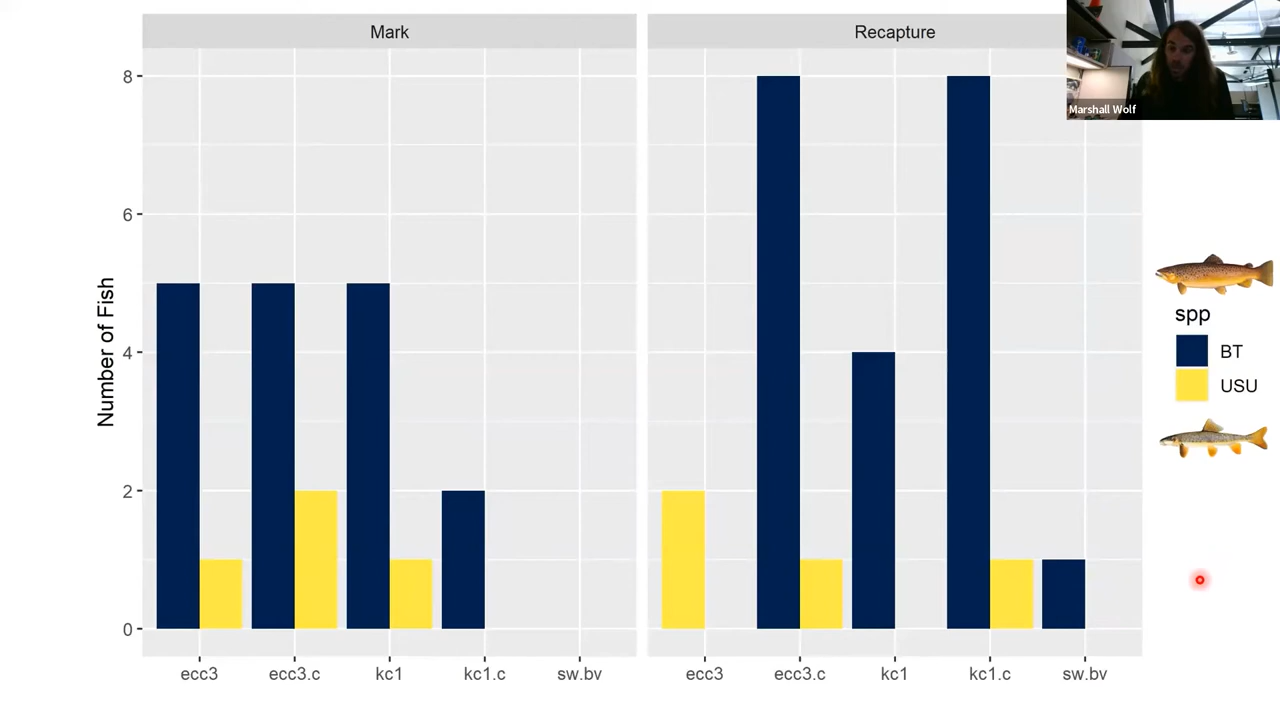 Mark
Recapture
Marshall Wolf
8
6
4
2
0
Number of Fish
ecc3 ecc3.c kc1 kc1.c sw.bv
ecc3 ecc3.c kc1 kc1.c sw.bv
spp
BT
USU